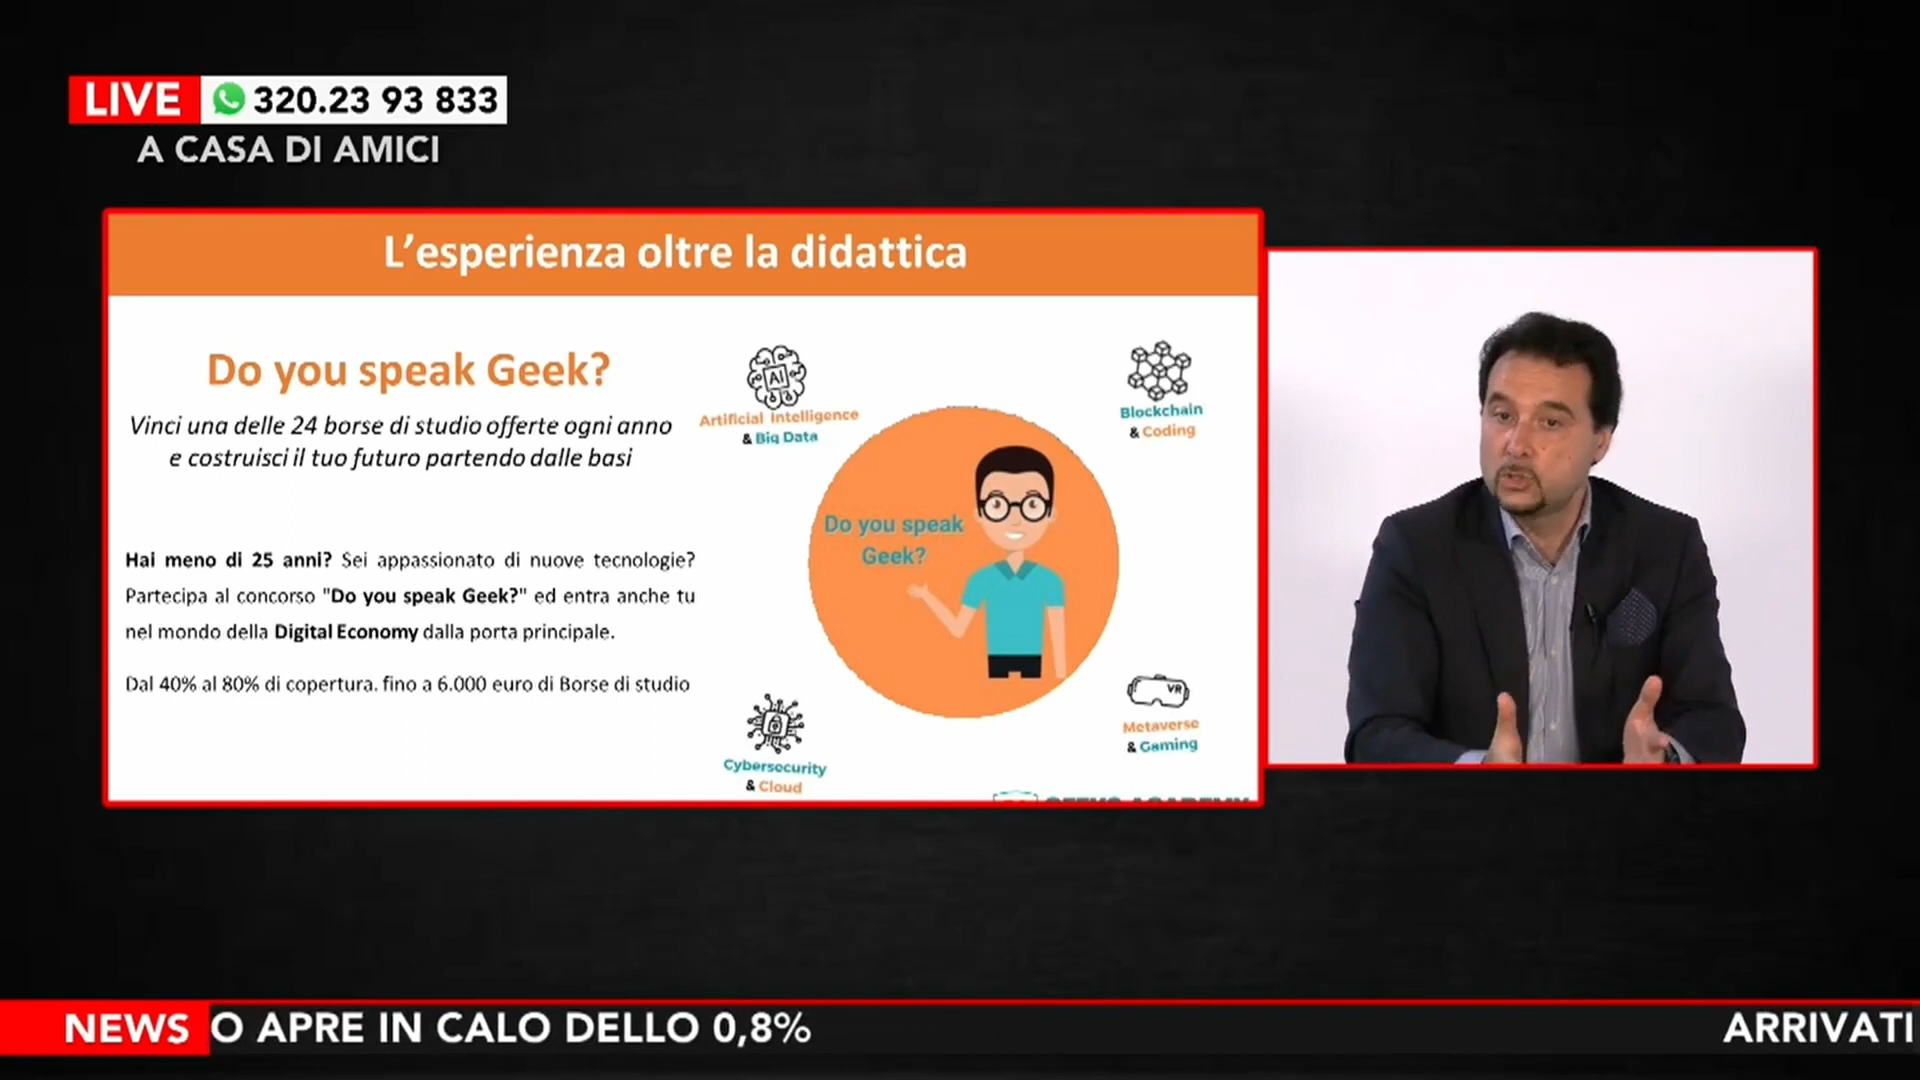 LIVE 320.23 93 833
A CASA DI AMICI
L'esperienza oltre la didattica
Do you speak Geek?
Vinci una delle 24 borse di studio offerte ogni anno
e costruisci il tuo futuro partendo dalle basi
Hai meno di 25 anni? Sei appassionato di nuove tecnologie?
Partecipa al concorso "Do you speak Geek?" ed entra anche tu
nel mondo della Digital Economy dalla porta principale.
Dal 40% al 80% di copertura. fino a 6.000 euro di Borse di studio
AI
Artificial Intelligence
& Big Data
Blockchain
& Coding
Do you speak
Geek?
Cybersecurity
& Cloud
VR
Metaverse
& Gaming
NEWS O APRE IN CALO DELLO 0,8% ARRIVATI